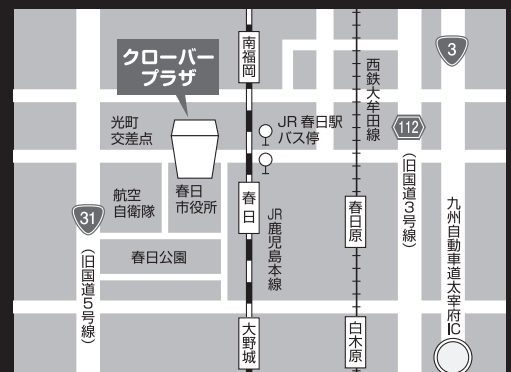 南福岡
3
クローバー
プラザ
西鉄大牟田線
光町
交差点
JR 春日駅
バス停
112
(旧国道3号線)
航空
自衛隊
春日
市役所
春日
JR鹿児島本線
春日原
九州自動車道太宰府IC
31
(旧国道5号線)
春日公園
大野城
白木原